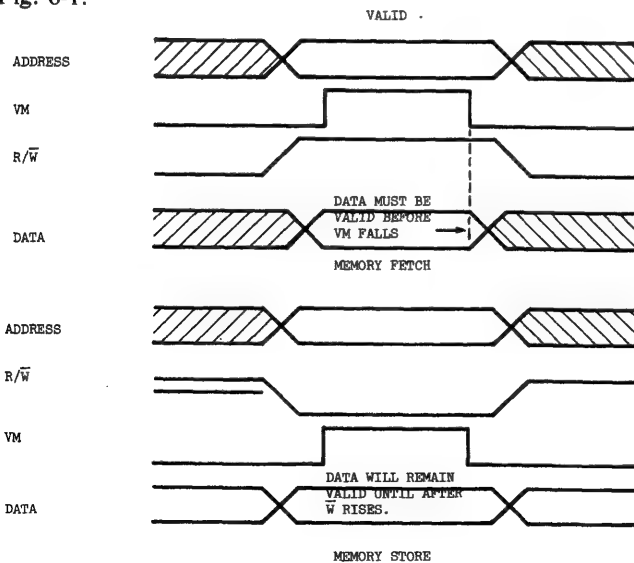 Fig. 6-1.
VALID .
ADDRESS
VM
R/W̅
DATA MUST BE
VALID BEFORE
VM FALLS
DATA
MEMORY FETCH
ADDRESS
R/W̅
VM
DATA WILL REMAIN
VALID UNTIL AFTER
W̅ RISES.
DATA
MEMORY STORE